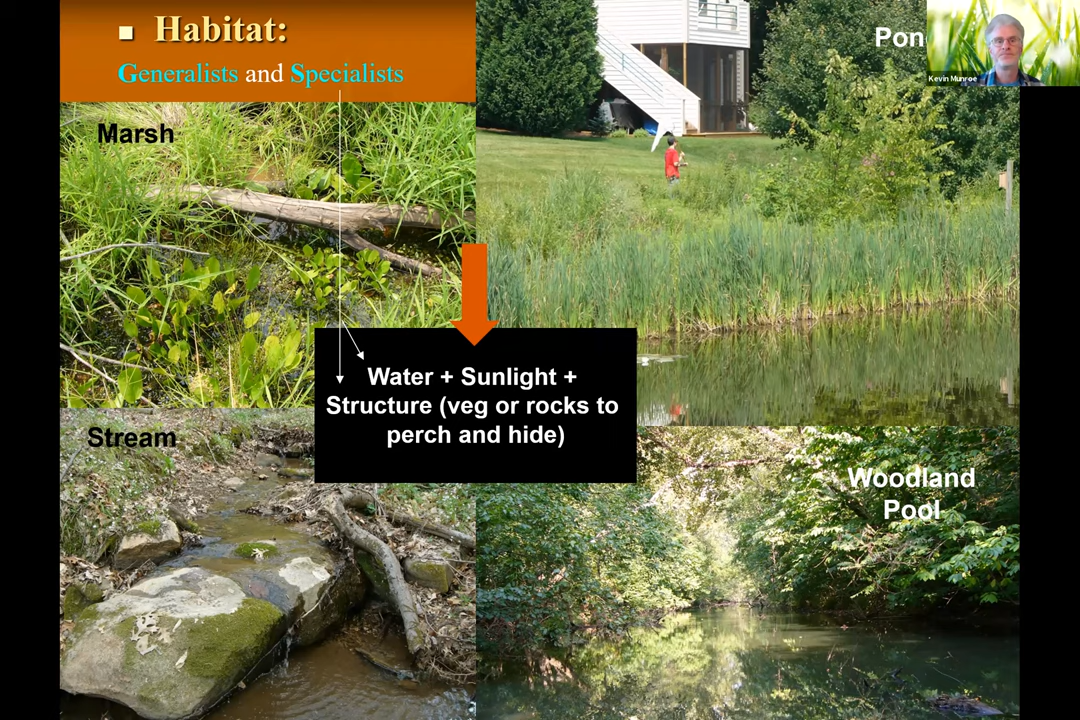 Habitat:
Generalists and Specialists
Marsh
Pon
Kevin Munroe
Water + Sunlight +
Structure (veg or rocks to
perch and hide)
Stream
Woodland
Pool